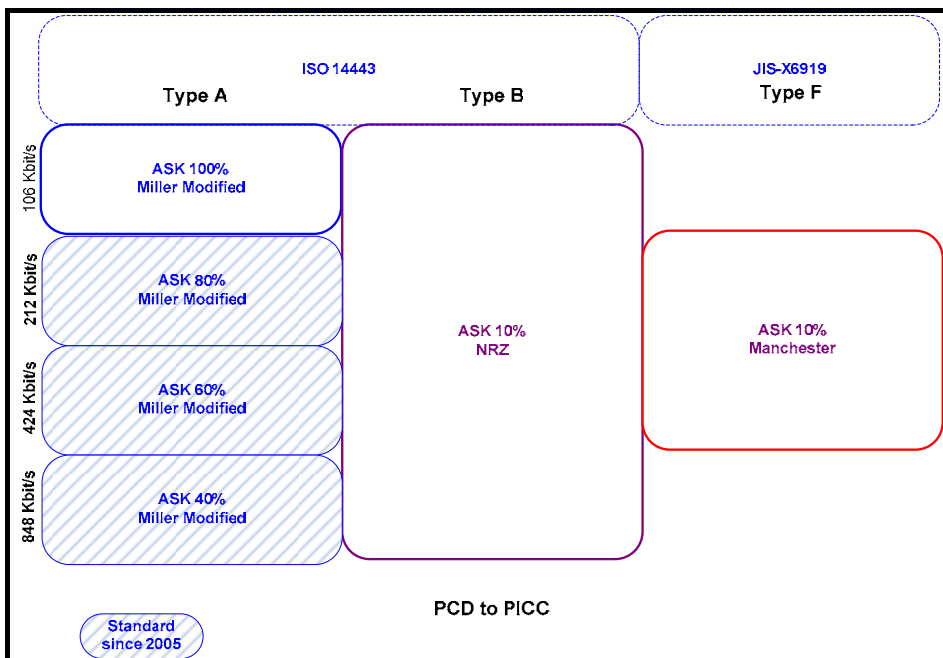 ISO 14443
JIS-X6919
Type A
Type B
Type F
106 Kbit/s
ASK 100%
Miller Modified
212 Kbit/s
ASK 80%
Miller Modified
ASK 10%
NRZ
ASK 10%
Manchester
424 Kbit/s
ASK 60%
Miller Modified
848 Kbit/s
ASK 40%
Miller Modified
PCD to PICC
Standard
since 2005